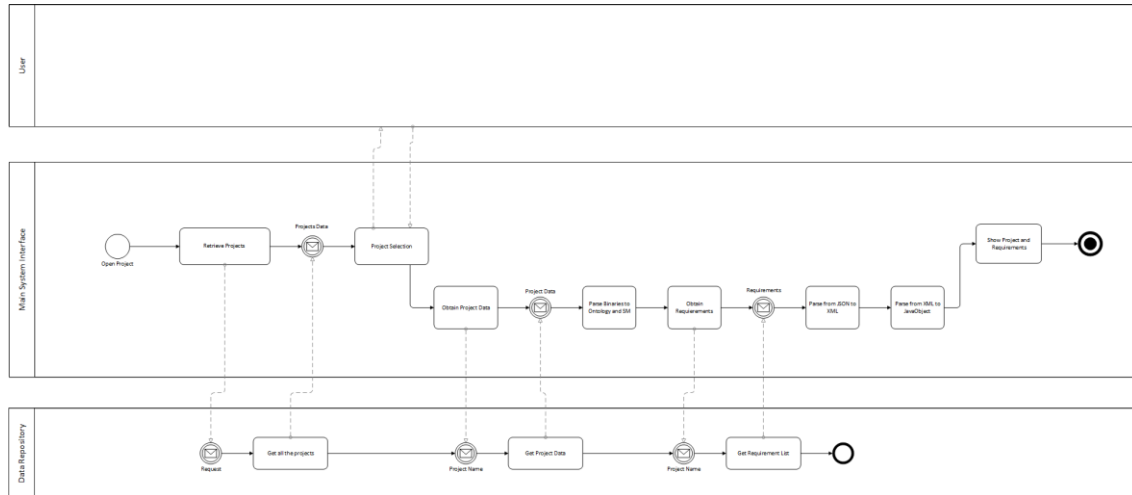 User
Main System Interface
Open Project
Retrieve Projects
Projects Data
Project Selection
Obtain Project Data
Project Data
Parse Binaries to
Ontology and SM
Obtain
Requierements
Requirements
Parse from JSON to
XML
Parse from XML to
JavaObject
Show Project and
Requirements
Data Repository
Request
Get all the projects
Project Name
Get Project Data
Project Name
Get Requirement List